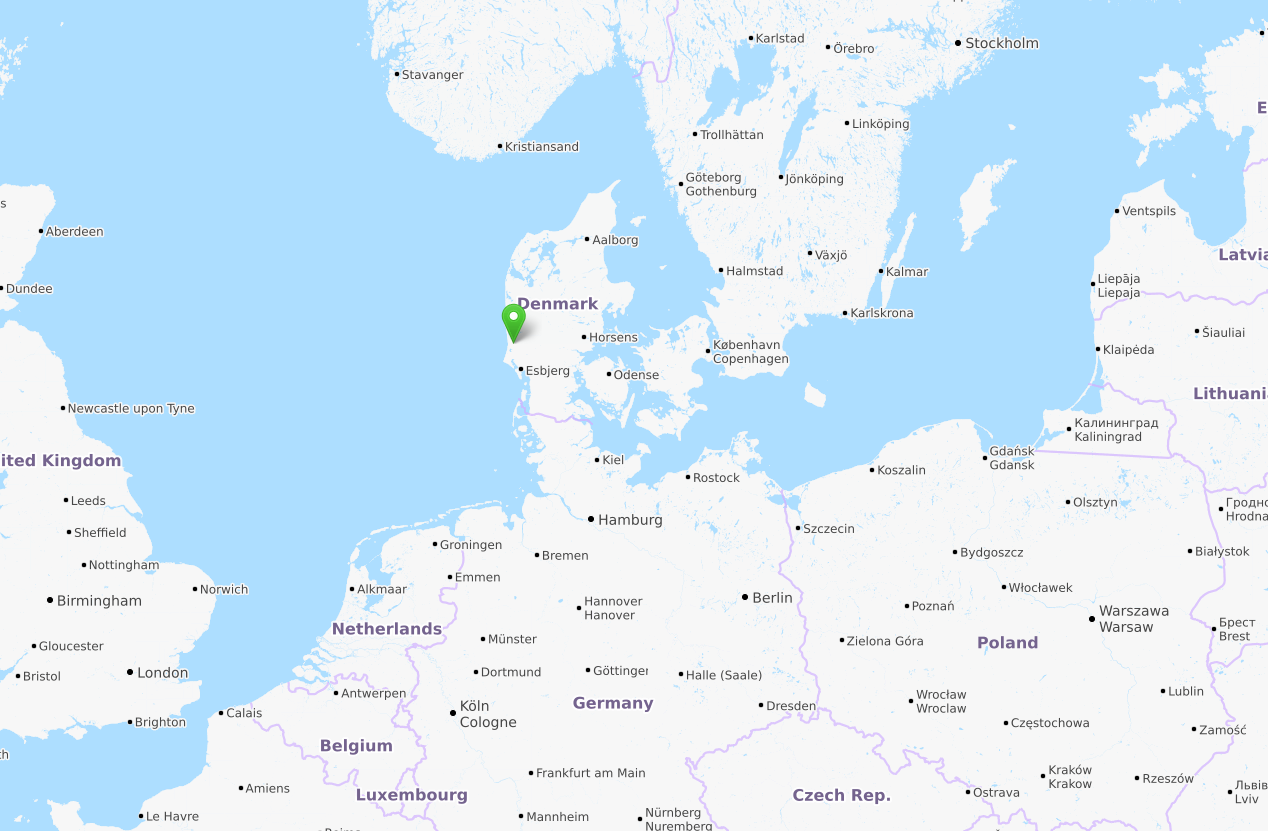 Karlstad
Örebro
Stockholm
Stavanger
E
Linköping
Trollhättan
Kristiansand
Göteborg
Gothenburg
Jönköping
s
Ventspils
Aberdeen
Aalborg
Växjö
Latvia
Halmstad
Kalmar
Liepāja
Liepaja
Dundee
Denmark
Karlskrona
Šiauliai
Horsens
København
Copenhagen
Klaipėda
Esbjerg
Odense
Lithuani
Newcastle upon Tyne
Калининград
Kaliningrad
ited Kingdom
Kiel
Gdańsk
Gdansk
Koszalin
Rostock
Leeds
Olsztyn
Гродно
Hrodna
Hamburg
Szczecin
Sheffield
Groningen
Bremen
Bydgoszcz
Białystok
Nottingham
Emmen
Norwich
Alkmaar
Włocławek
Birmingham
Berlin
Hannover
Hanover
Poznań
Warszawa
Warsaw
Брест
Brest
Netherlands
Münster
Zielona Góra
Poland
Gloucester
London
Bristol
Dortmund
Göttinger
Halle (Saale)
Antwerpen
Lublin
Wrocław
Wroclaw
Germany
Dresden
Köln
Cologne
Calais
Brighton
Częstochowa
Zamość
Belgium
th
Frankfurt am Main
Kraków
Krakow
Rzeszów
Amiens
Luxembourg
Czech Rep.
Ostrava
Львів
Lviv
Le Havre
Mannheim
Nürnberg
Nuremberg
Reims